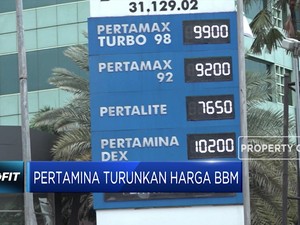 31.129.02
PERTAMAX
TURBO 98 9900
PERTAMAX
92 9200
PERTALITE 7650
PERTAMINA
DEX 10200
PROPERTY O
OFIT PERTAMINA TURUNKAN HARGA BBM